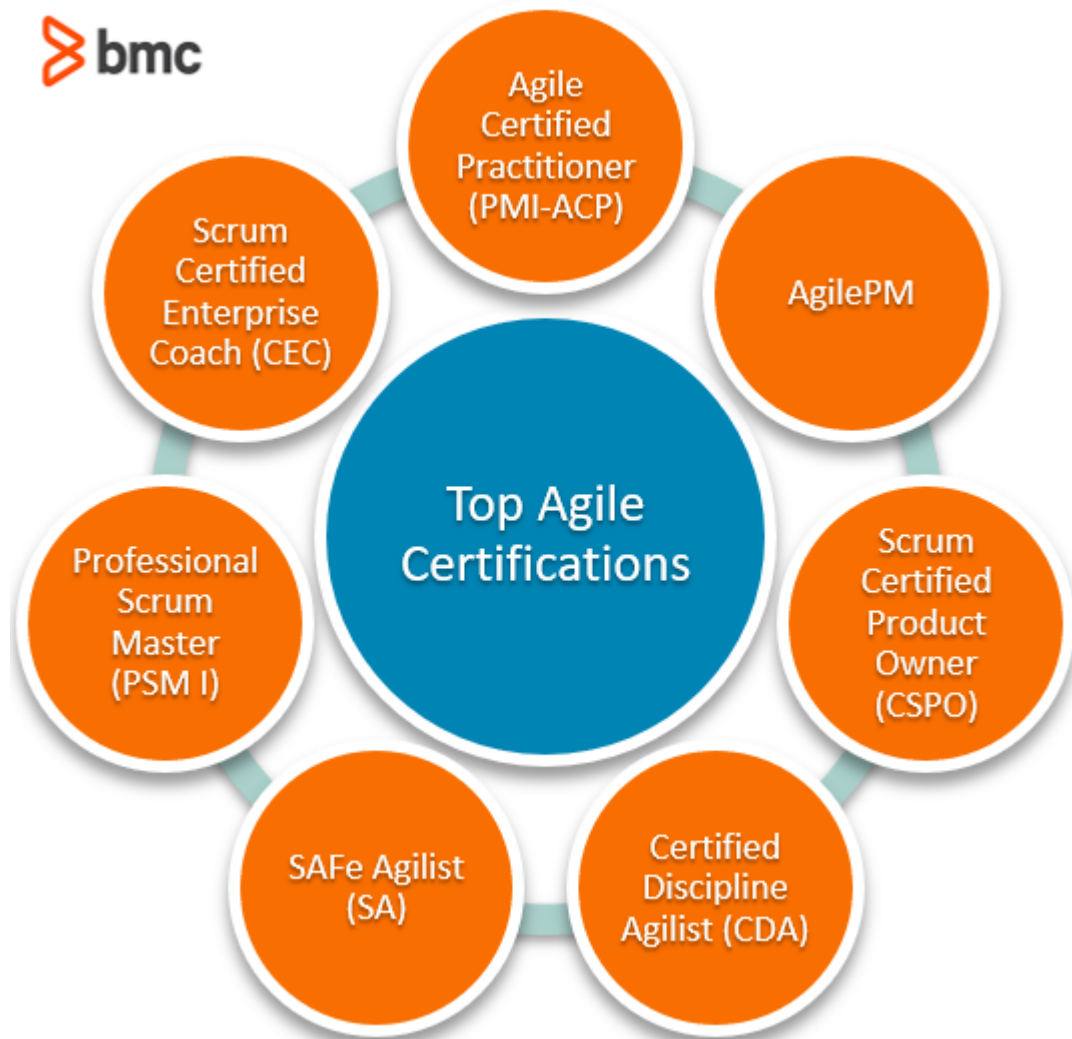 bmc
Agile
Certified
Practitioner
(PMI-ACP)
AgilePM
Scrum
Certified
Product
Owner
(CSPO)
Certified
Discipline
Agilist (CDA)
SAFe Agilist
(SA)
Professional
Scrum
Master
(PSM I)
Scrum
Certified
Enterprise
Coach (CEC)
Top Agile
Certifications